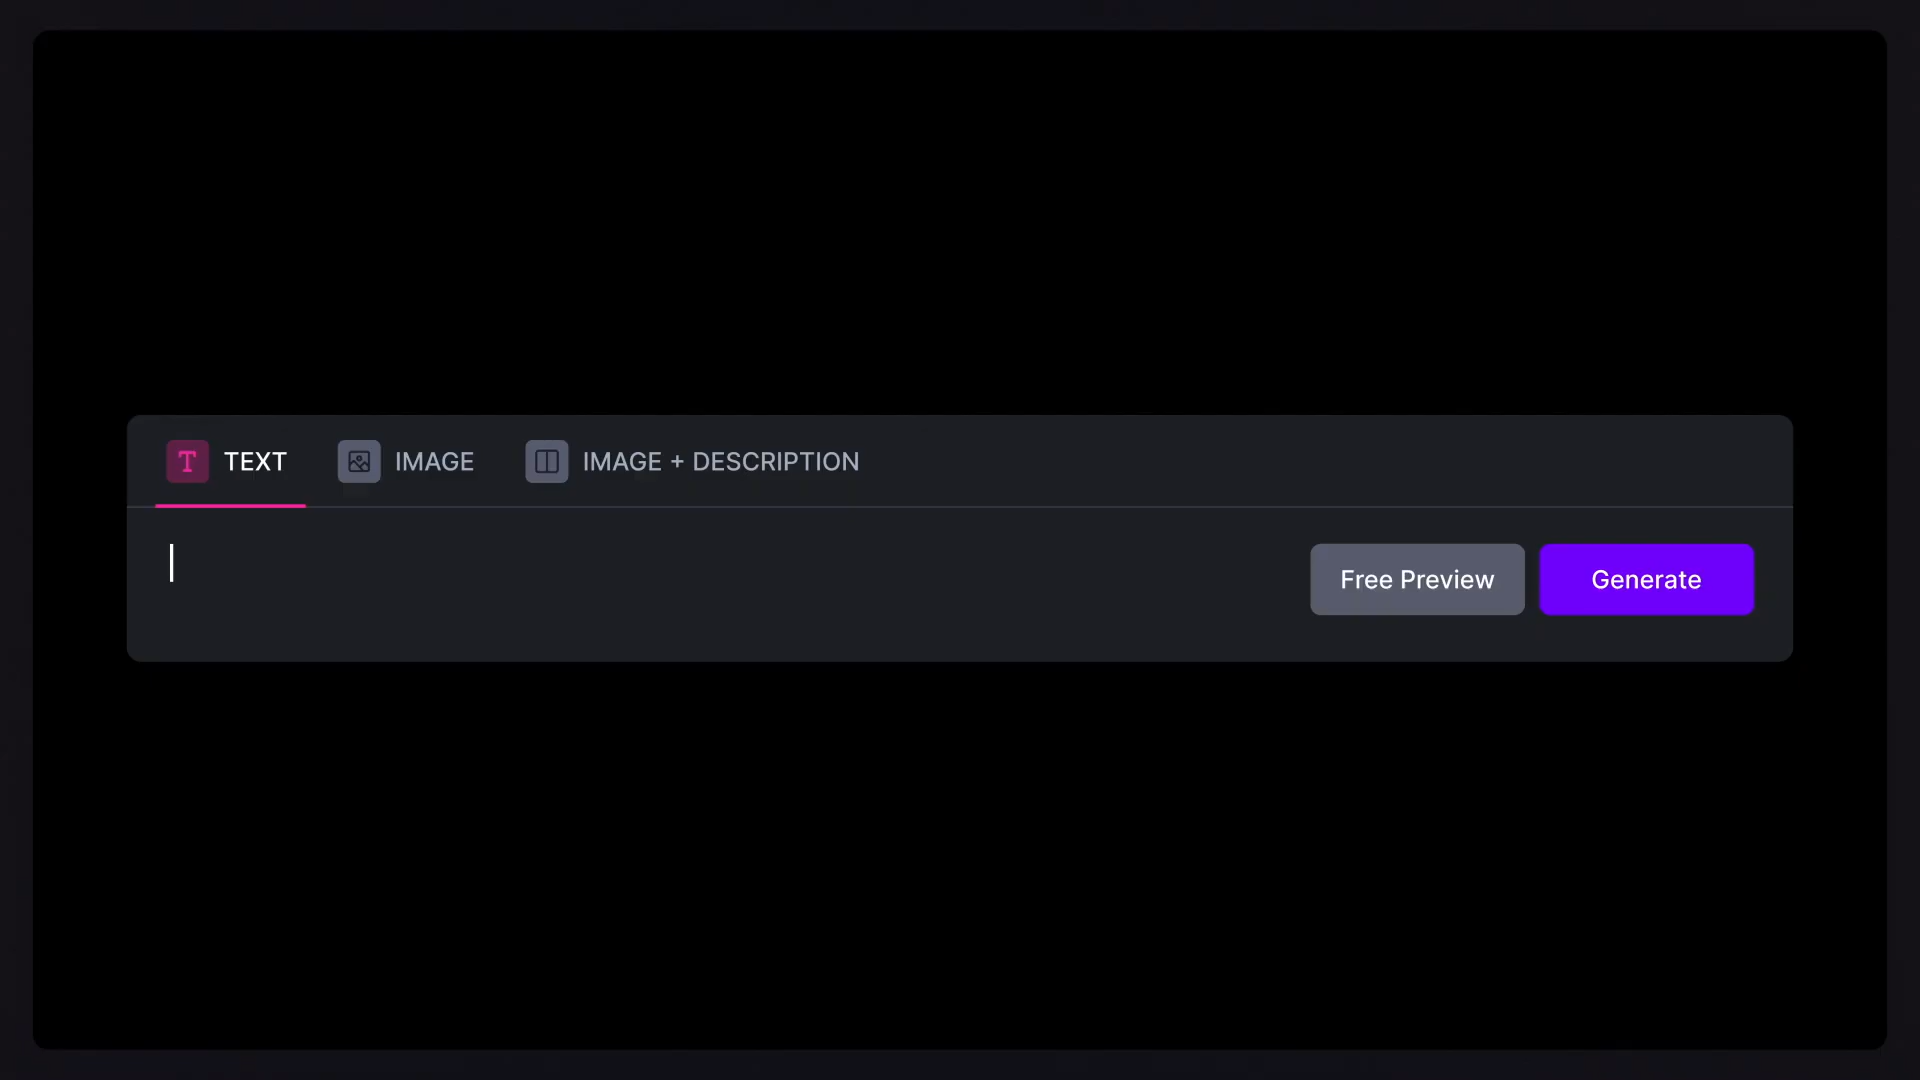 TEXT
IMAGE
IMAGE + DESCRIPTION
Free Preview
Generate